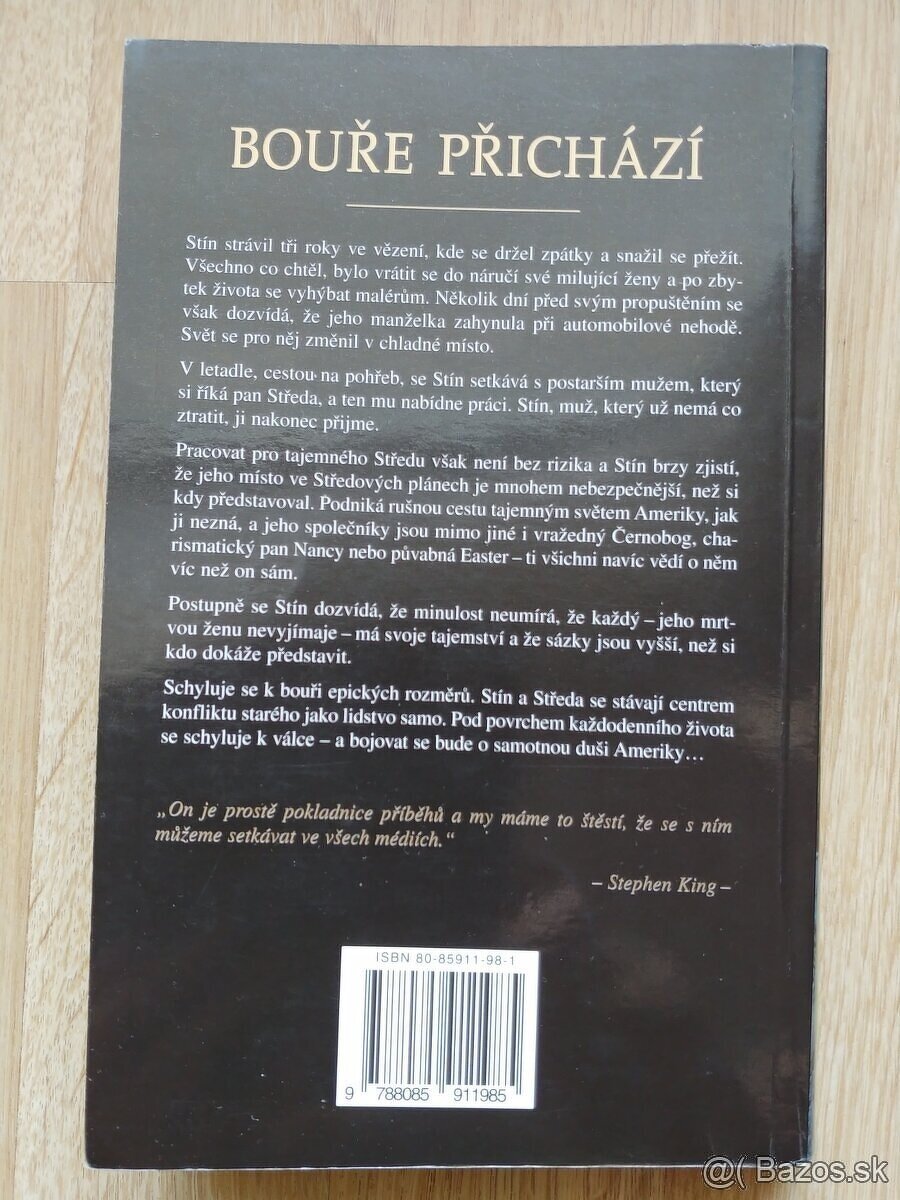 BOUŘE PŘICHÁZÍ
Stín strávil tři roky ve vězení, kde se držel zpátky a snažil se přežít.
Všechno co chtěl, bylo vrátit se do náručí své milující ženy a po zby-
tek života se vyhýbat malérům. Několik dní před svým propuštěním se
však dozvídá, že jeho manželka zahynula při automobilové nehodě.
Svět se pro něj změnil v chladné místo.
V letadle, cestou na pohřeb, se Stín setkává s postarším mužem, který
si říká pan Středa, a ten mu nabídne práci. Stín, muž, který už nemá co
ztratit, ji nakonec přijme.
Pracovat pro tajemného Středu však není bez rizika a Stín brzy zjistí,
že jeho místo ve Středových plánech je mnohem nebezpečnější, než si
kdy představoval. Podniká rušnou cestu tajemným světem Ameriky, jak
ji nezná, a jeho společníky jsou mimo jiné i vražedný Černobog, cha-
rismatický pan Nancy nebo půvabná Easter – ti všichni navíc vědí o něm
víc než on sám.
Postupně se Stín dozvídá, že minulost neumírá, že každý – jeho mrt-
vou ženu nevyjímaje – má svoje tajemství a že sázky jsou vyšší, než si
kdo dokáže představit.
Schyluje se k bouři epických rozměrů. Stín a Středa se stávají centrem
konfliktu starého jako lidstvo samo. Pod povrchem každodenního života
se schyluje k válce – a bojovat se bude o samotnou duši Ameriky…
„On je prostě pokladnice příběhů a my máme to štěstí, že se s ním
můžeme setkávat ve všech médiích.“
– Stephen King –
ISBN 80-85911-98-1
9 788085 911985
@( Bazos.sk